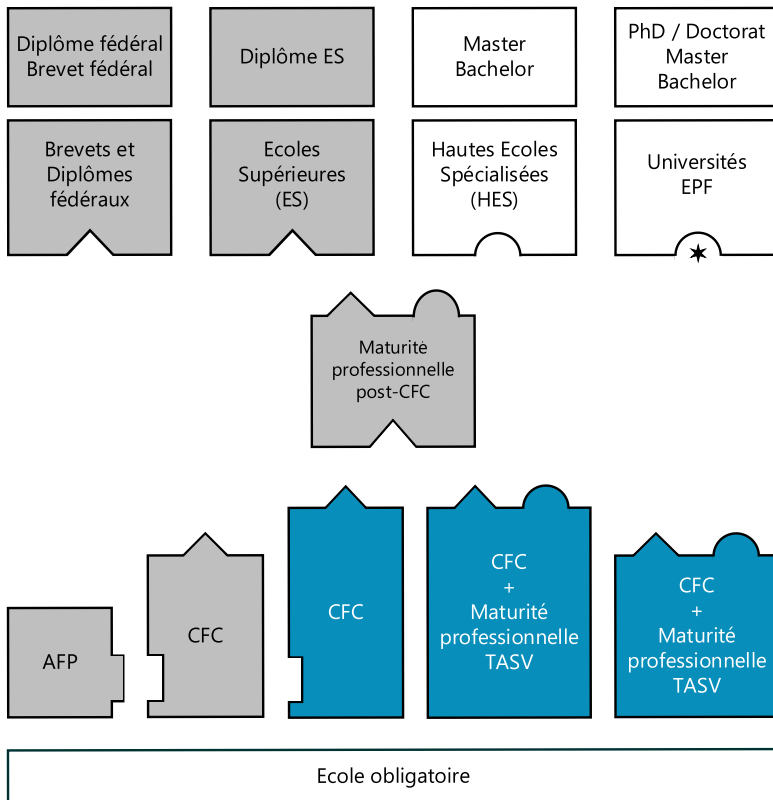 Diplôme fédéral
Brevet fédéral
Diplôme ES
Master
Bachelor
PhD / Doctorat
Master
Bachelor
Brevets et
Diplômes
fédéraux
Ecoles
Supérieures
(ES)
Hautes Ecoles
Spécialisées
(HES)
Universités
EPF
Maturité
professionnelle
post-CFC
AFP
CFC
CFC
CFC
+
Maturité
professionnelle
TASV
CFC
+
Maturité
professionnelle
TASV
Ecole obligatoire